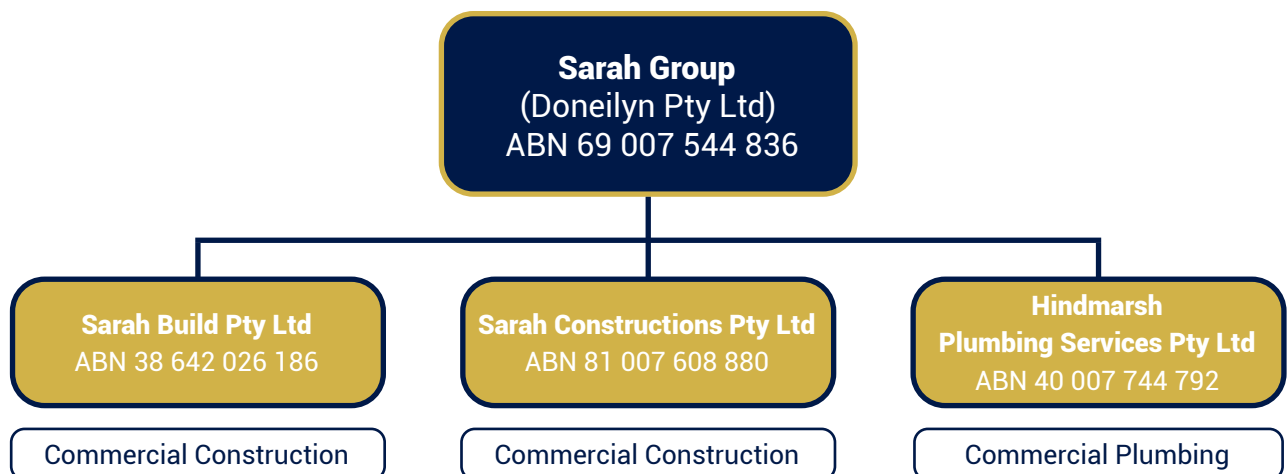 Sarah Group
(Doneilyn Pty Ltd)
ABN 69 007 544 836
Sarah Build Pty Ltd
ABN 38 642 026 186
Sarah Constructions Pty Ltd
ABN 81 007 608 880
Hindmarsh
Plumbing Services Pty Ltd
ABN 40 007 744 792
Commercial Construction
Commercial Construction
Commercial Plumbing